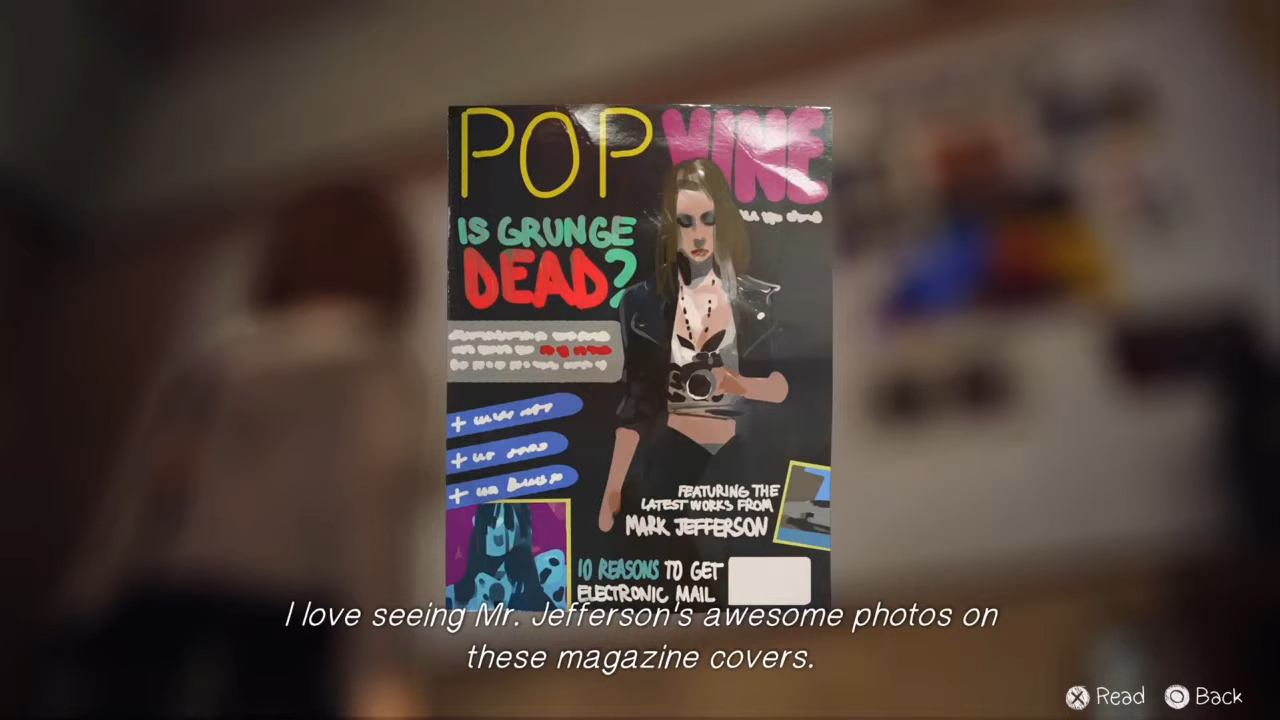 POP VINE
IS GRUNGE
DEAD?
FEATURING THE
LATEST WORKS FROM
MARK JEFFERSON
10 REASONS TO GET
ELECTRONIC MAIL
I love seeing Mr. Jefferson's awesome photos on
these magazine covers.
Read Back